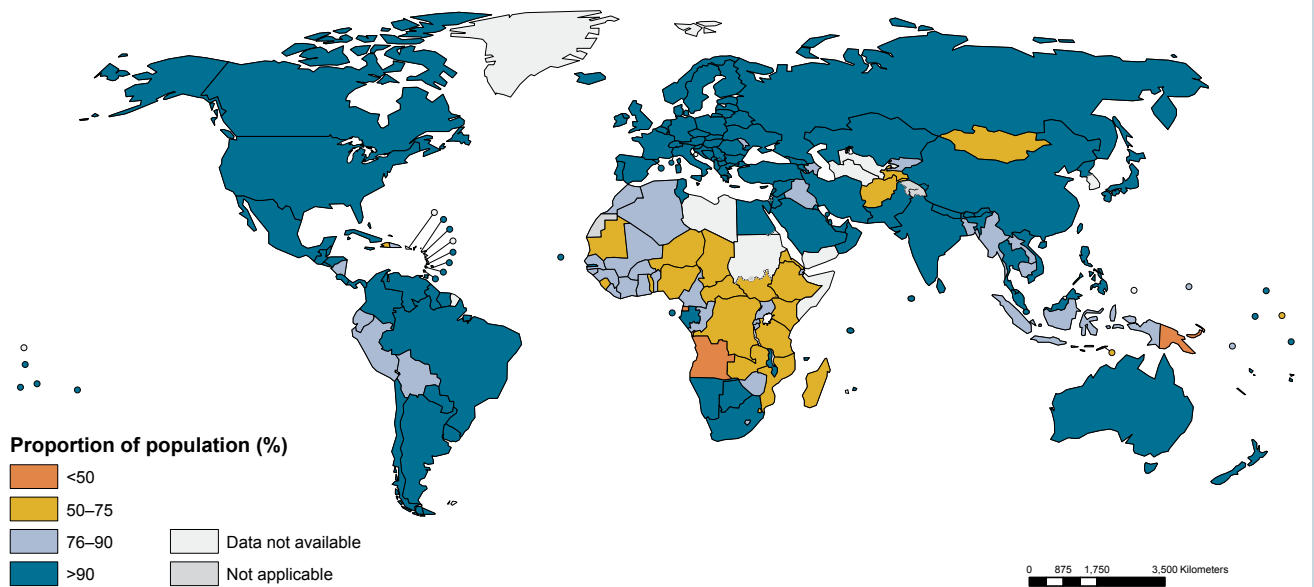 Proportion of population (%)
<50
50–75
76–90
>90
Data not available
Not applicable
0 875 1,750 3,500 Kilometers